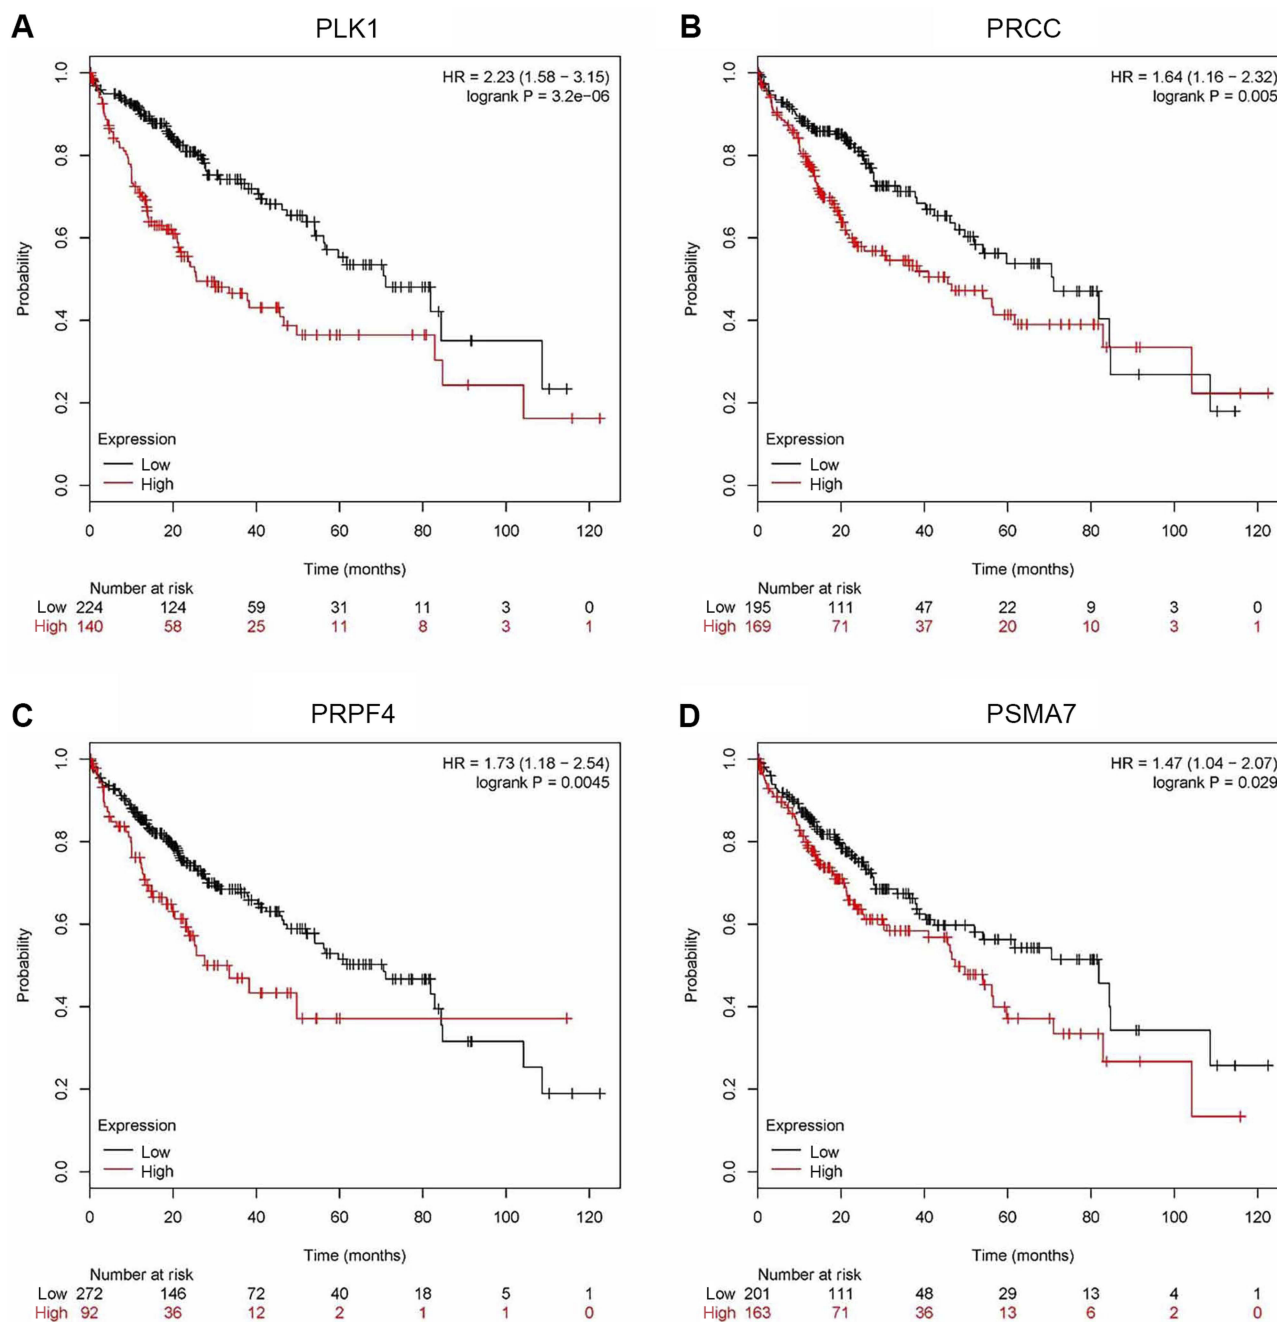 A PLK1
HR = 2.23 (1.58 − 3.15)
logrank P = 3.2e−06
Probability
1.0
0.8
0.6
0.4
0.2
0.0
Expression
Low
High
0 20 40 60 80 100 120
Time (months)
Number at risk
Low 224 124 59 31 11 3 0
High 140 58 25 11 8 3 1
B PRCC
HR = 1.64 (1.16 − 2.32)
logrank P = 0.005
Probability
1.0
0.8
0.6
0.4
0.2
0.0
Expression
Low
High
0 20 40 60 80 100 120
Time (months)
Number at risk
Low 195 111 47 22 9 3 0
High 169 71 37 20 10 3 1
C PRPF4
HR = 1.73 (1.18 − 2.54)
logrank P = 0.0045
Probability
1.0
0.8
0.6
0.4
0.2
0.0
Expression
Low
High
0 20 40 60 80 100 120
Time (months)
Number at risk
Low 272 146 72 40 18 5 1
High 92 36 12 2 1 1 0
D PSMA7
HR = 1.47 (1.04 − 2.07)
logrank P = 0.029
Probability
1.0
0.8
0.6
0.4
0.2
0.0
Expression
Low
High
0 20 40 60 80 100 120
Time (months)
Number at risk
Low 201 111 48 29 13 4 1
High 163 71 36 13 6 2 0